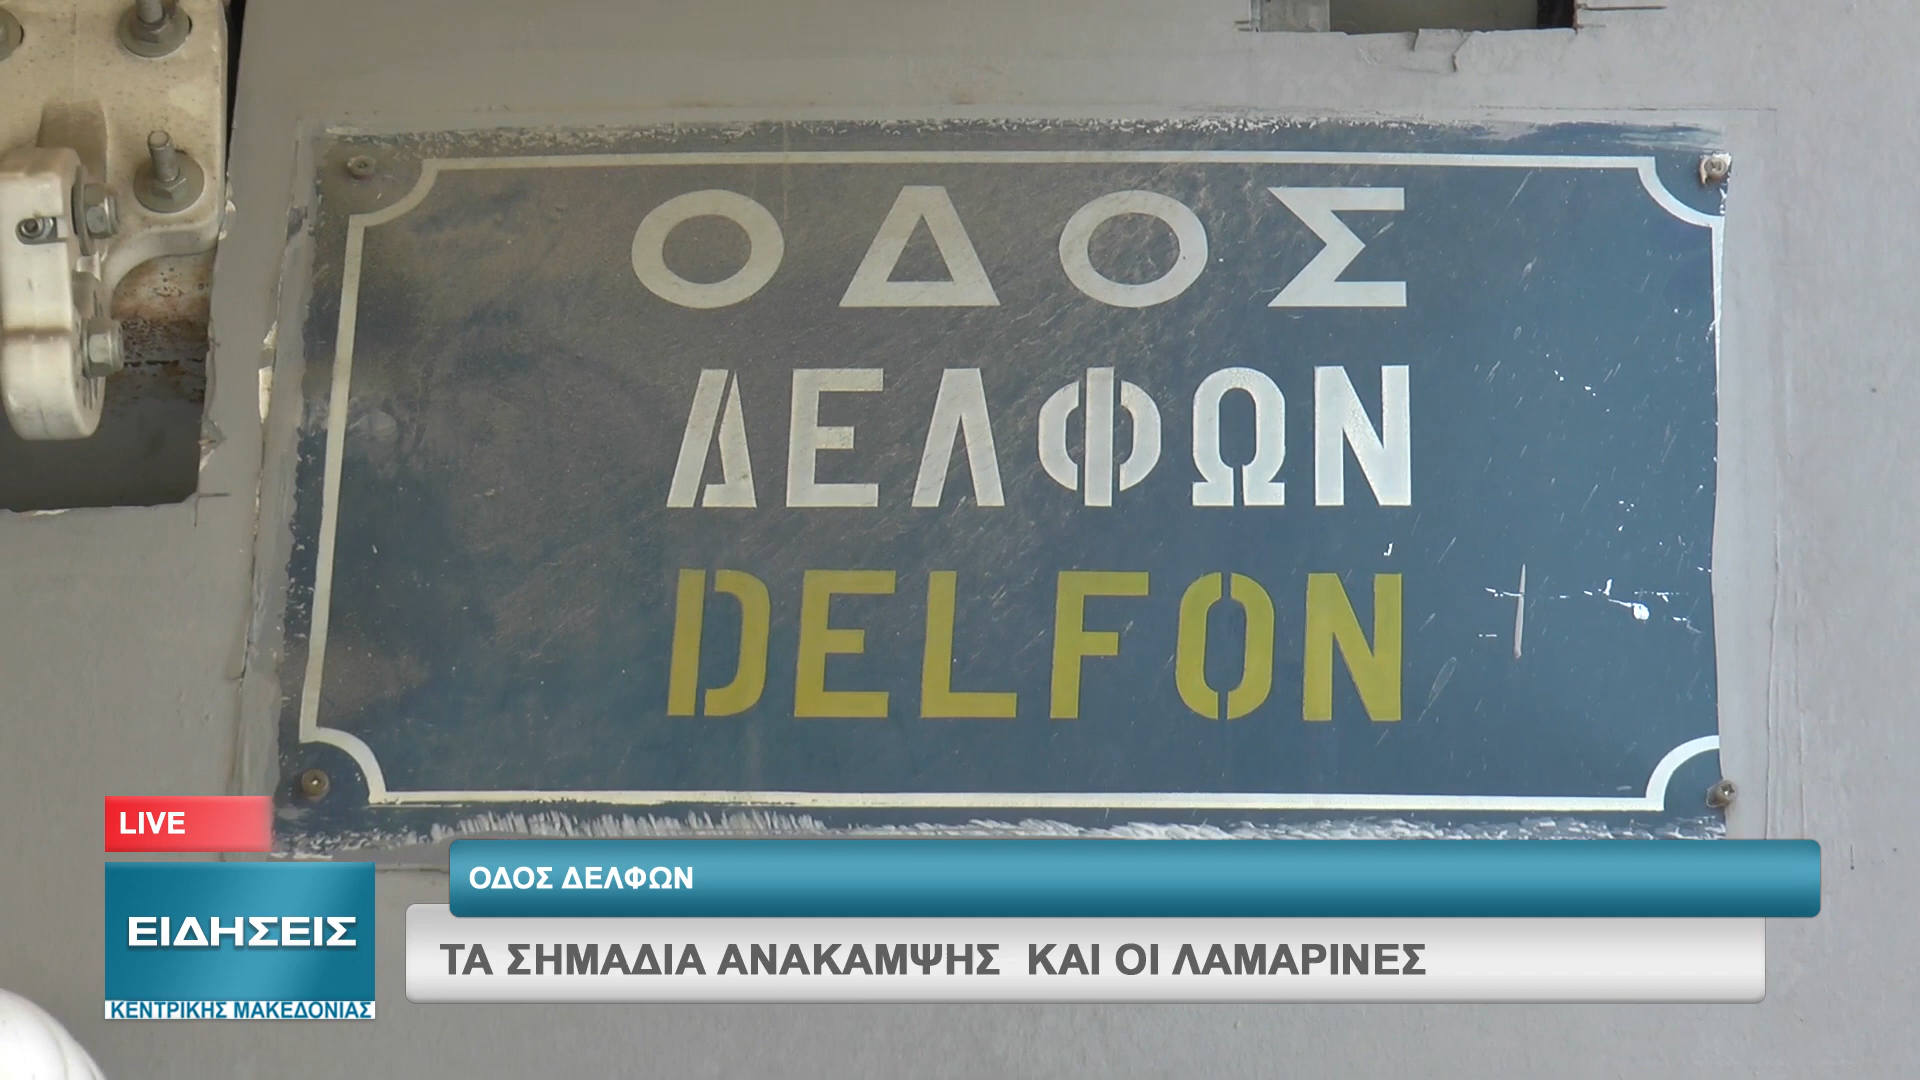 ΟΔΟΣ
ΔΕΛΦΩΝ
DELFON
LIVE
ΟΔΟΣ ΔΕΛΦΩΝ
ΕΙΔΗΣΕΙΣ
ΤΑ ΣΗΜΑΔΙΑ ΑΝΑΚΑΜΨΗΣ ΚΑΙ ΟΙ ΛΑΜΑΡΙΝΕΣ
ΚΕΝΤΡΙΚΗΣ ΜΑΚΕΔΟΝΙΑΣ